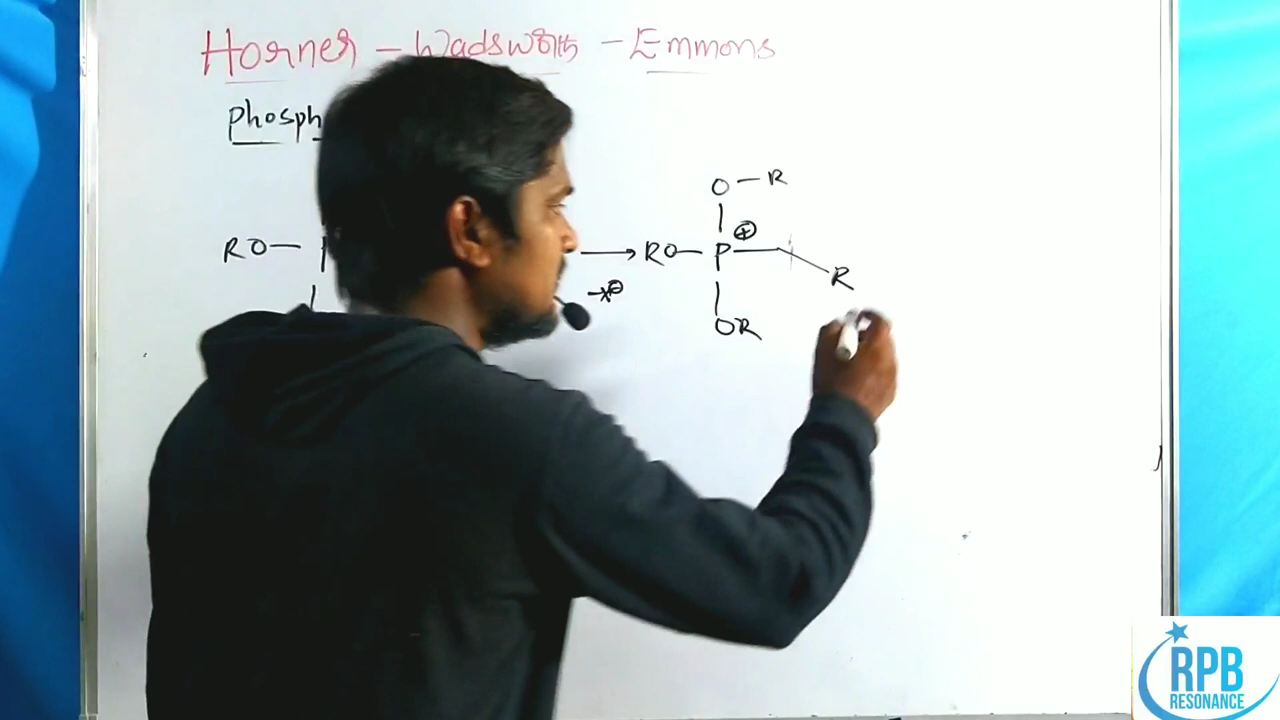 Horner - Wadsworth - Emmons
phosph
O - R
RO - P ⊕ R
RO -
-X⊖
OR
RPB
RESONANCE